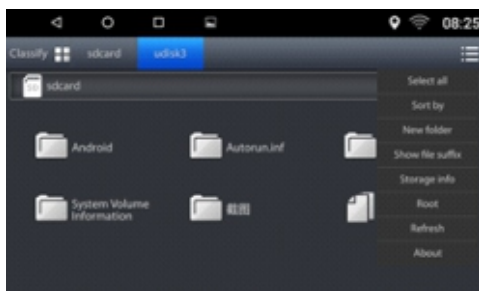 08:25
Classify
sdcard
udisk3
sdcard
Select all
Sort by
New folder
Show file suffix
Storage info
Root
Refresh
About
Android
Autorun.inf
System Volume
Information
截图